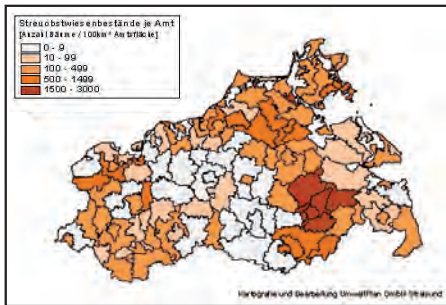 Streuobstwiesenbestände je Amt
[Anzahl Bäume / 100km² Amtsfläche]
0 - 9
10 - 99
100 - 499
500 - 1499
1500 - 3000
Kartografie und Bearbeitung UmweltPlan GmbH Stralsund